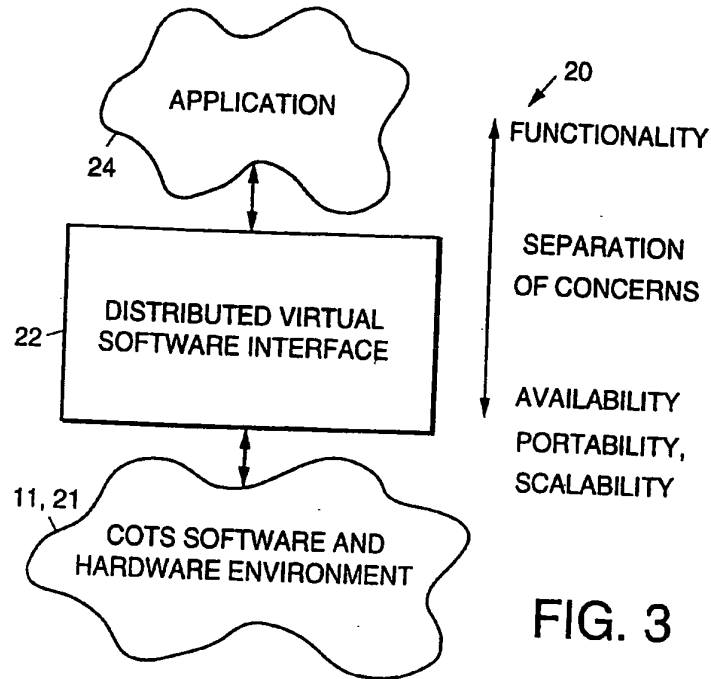 APPLICATION
24
20
FUNCTIONALITY
SEPARATION
OF CONCERNS
AVAILABILITY
PORTABILITY,
SCALABILITY
DISTRIBUTED VIRTUAL
SOFTWARE INTERFACE
22
11, 21
COTS SOFTWARE AND
HARDWARE ENVIRONMENT
FIG. 3